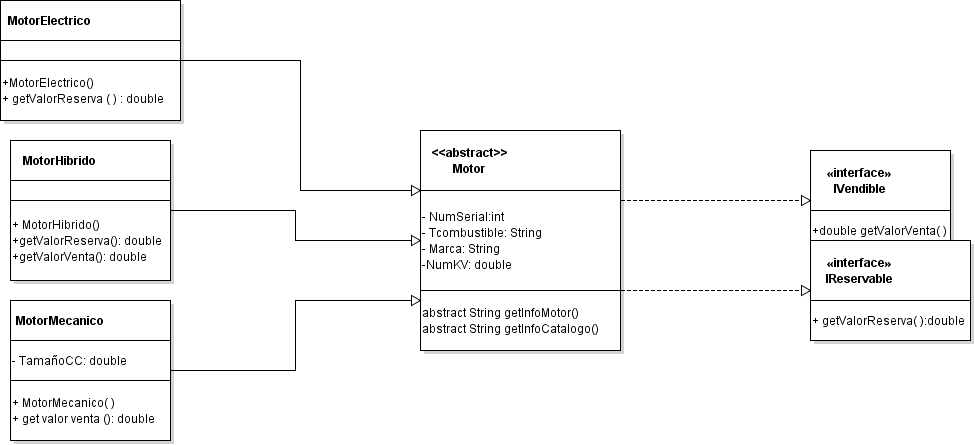 MotorElectrico
+MotorElectrico()
+ getValorReserva ( ) : double
MotorHibrido
+ MotorHibrido()
+getValorReserva(): double
+getValorVenta(): double
MotorMecanico
- TamañoCC: double
+ MotorMecanico( )
+ get valor venta (): double
<<abstract>>
Motor
- NumSerial:int
- Tcombustible: String
- Marca: String
-NumKV: double
abstract String getInfoMotor()
abstract String getInfoCatalogo()
«interface»
IVendible
+double getValorVenta( )
«interface»
IReservable
+ getValorReserva( ):double